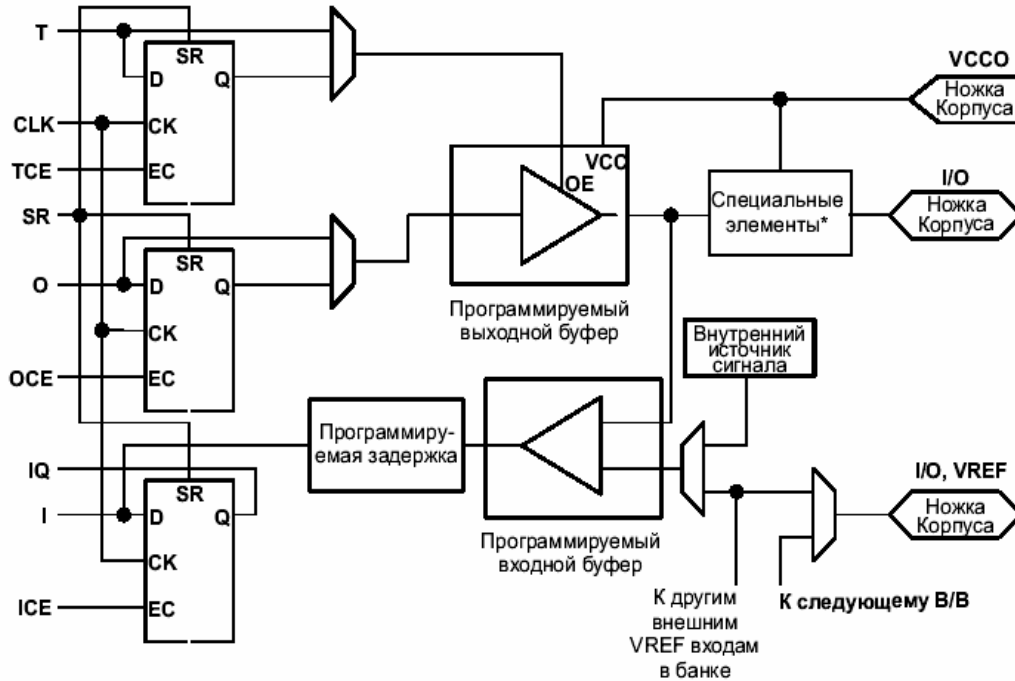 T
SR
D
Q
CLK
CK
TCE
EC
VCC
OE
VCCO
Ножка
Корпуса
I/O
Ножка
Корпуса
Специальные
элементы*
SR
SR
O
D
Q
CK
OCE
EC
Программируемый
выходной буфер
Внутренний
источник
сигнала
Программиру-
емая задержка
IQ
SR
I
D
Q
CK
ICE
EC
Программируемый
входной буфер
I/O, VREF
Ножка
Корпуса
К другим
внешним
VREF входам
в банке
К следующему В/В